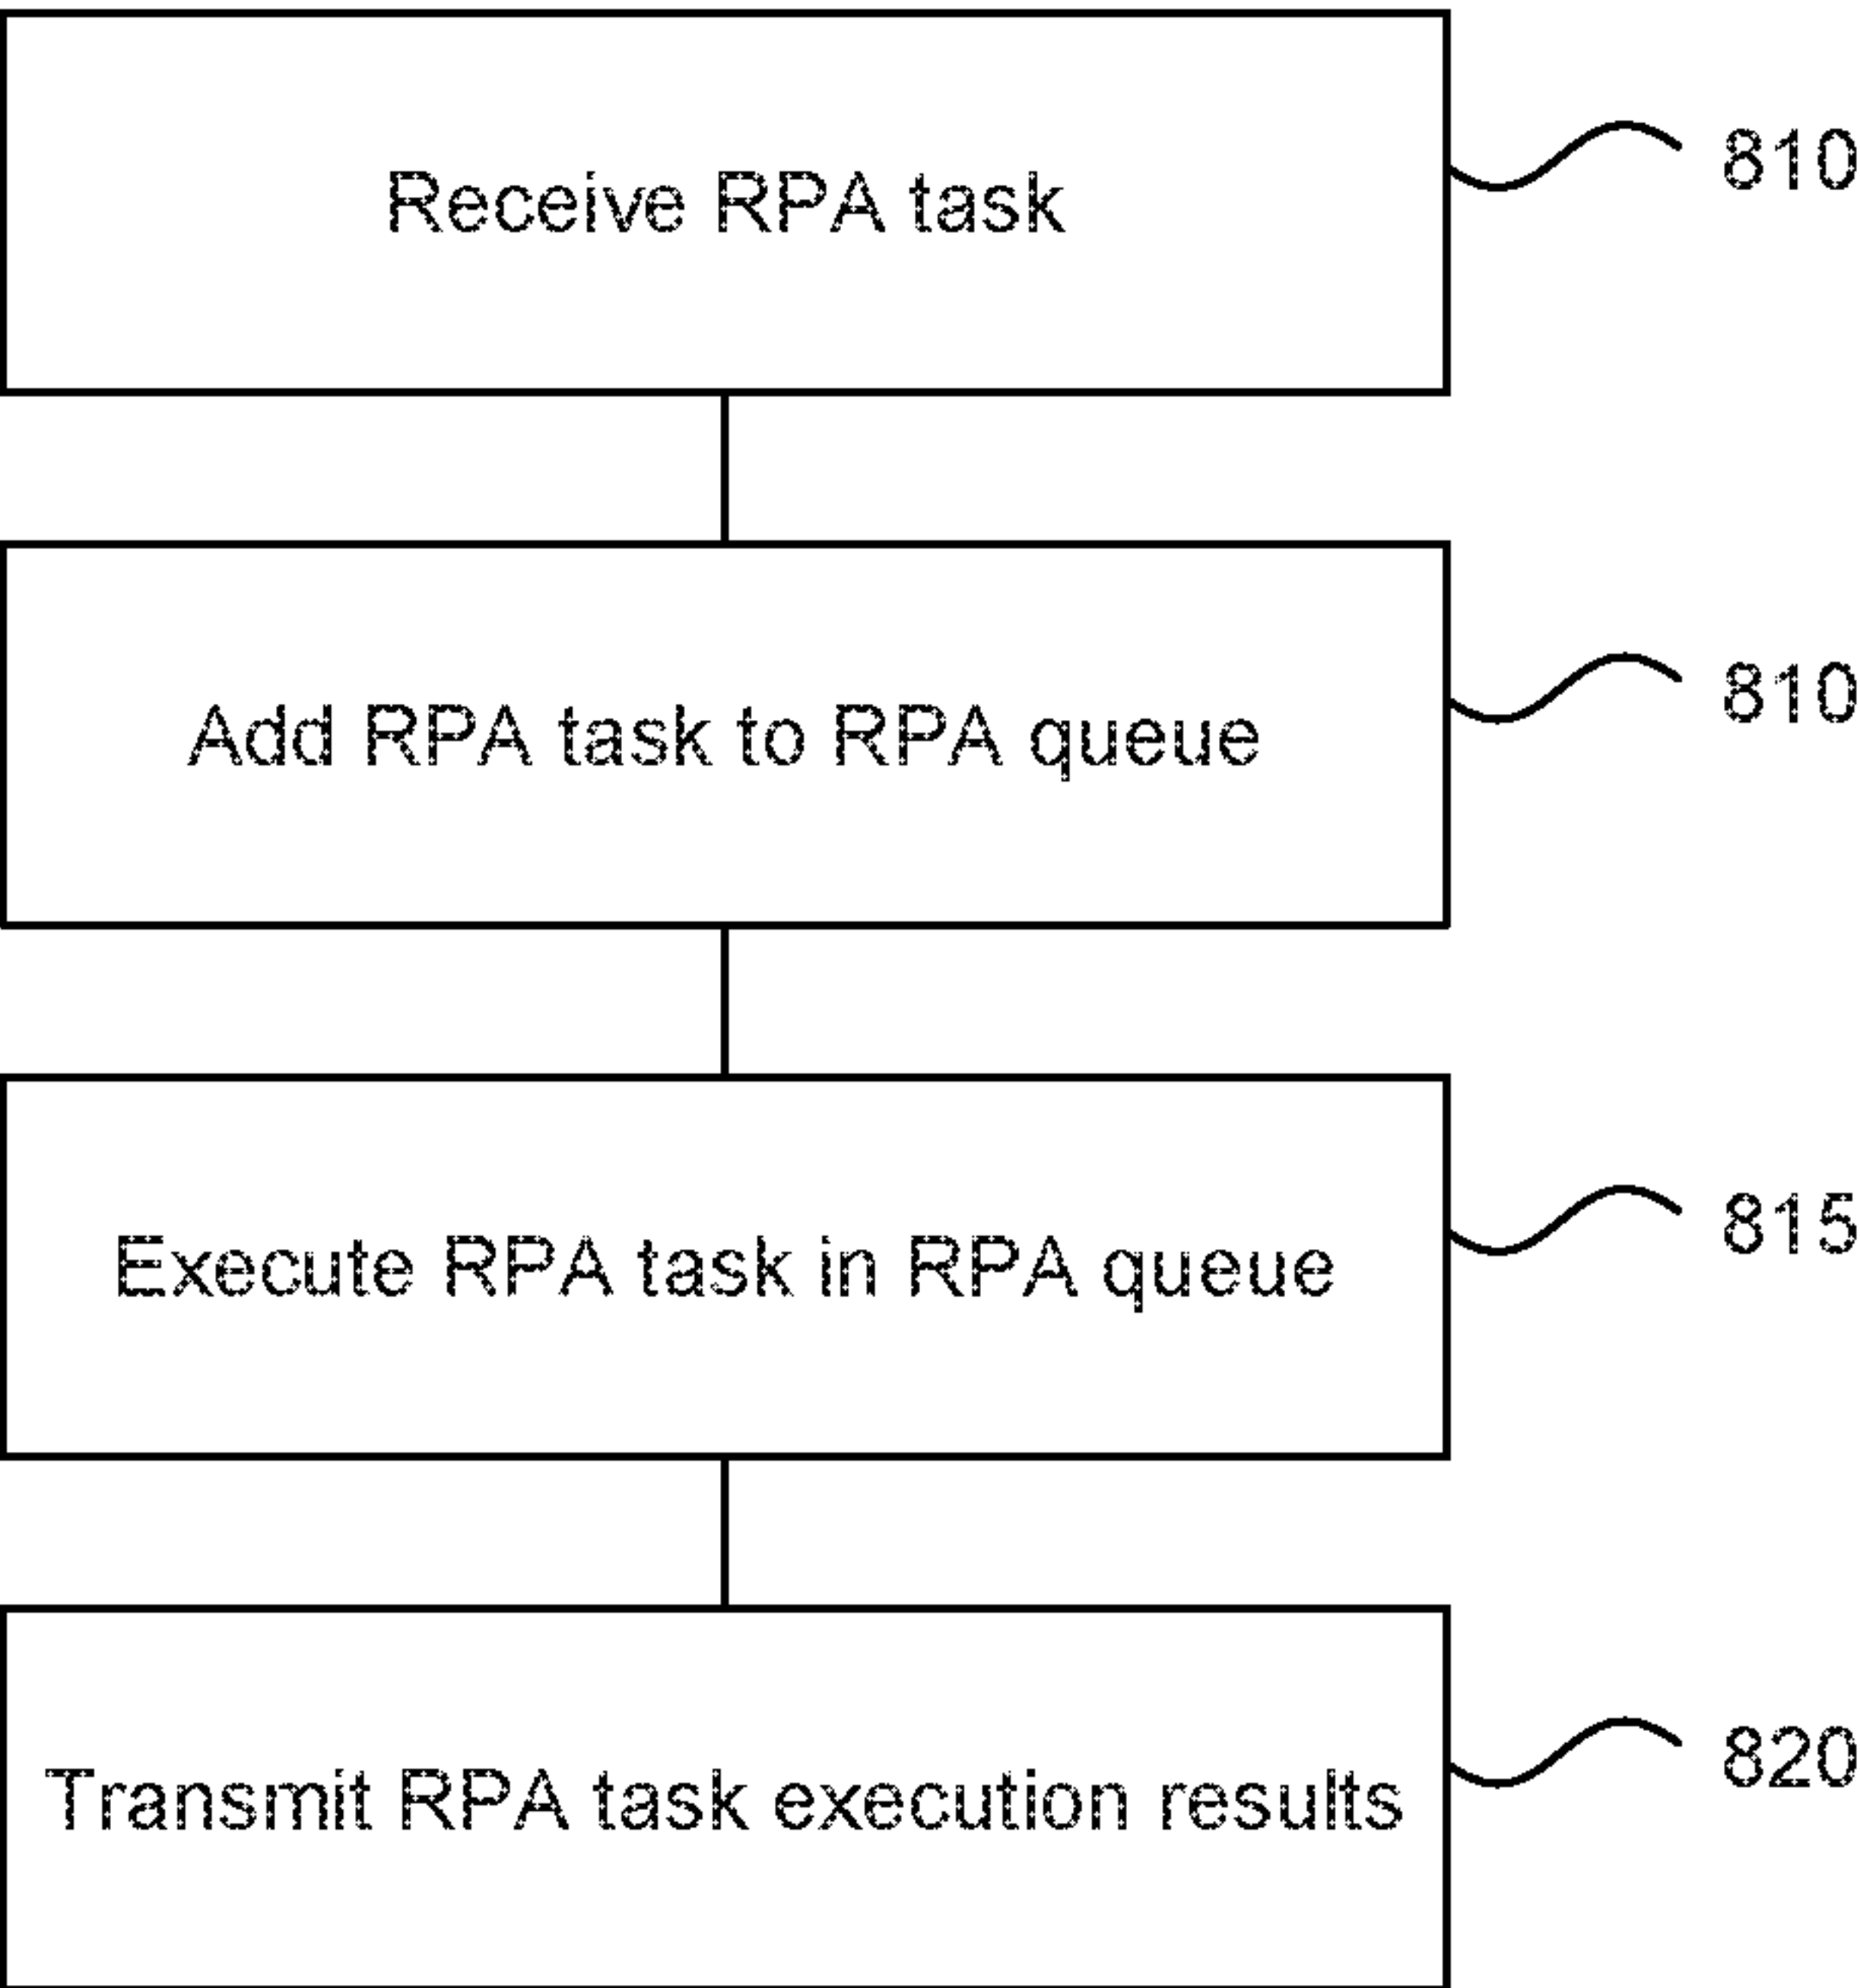 Receive RPA task
810
Add RPA task to RPA queue
810
Execute RPA task in RPA queue
815
Transmit RPA task execution results
820